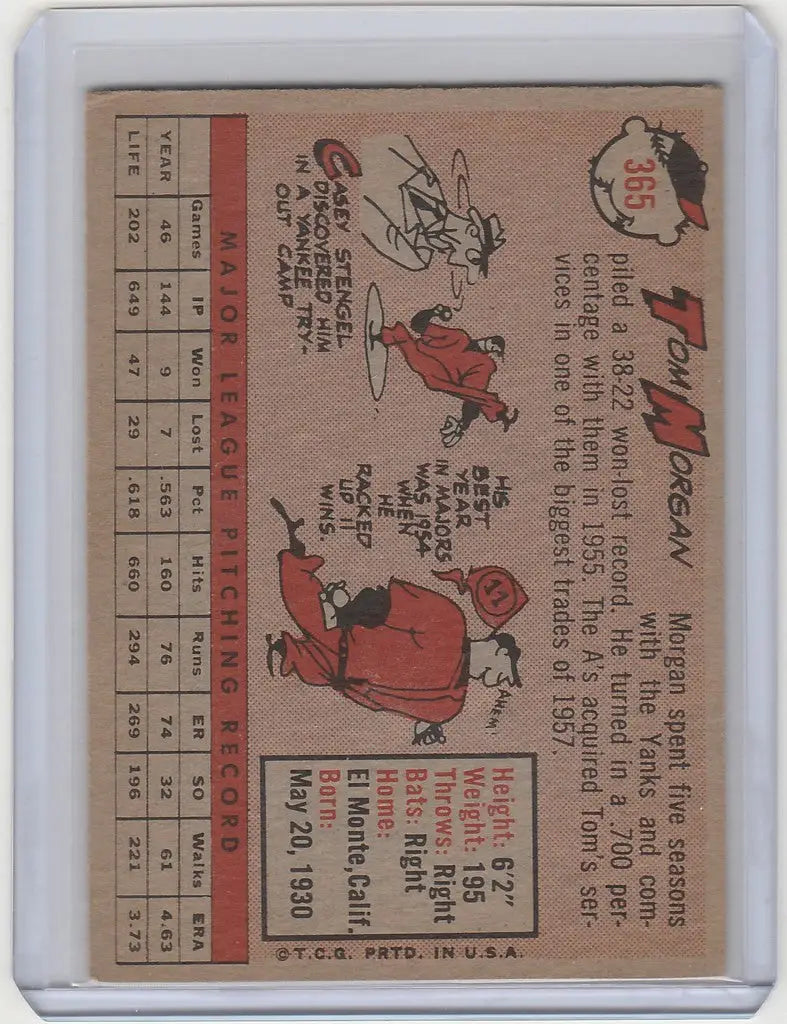 365
TOM MORGAN
Morgan spent five seasons
with the Yanks and com-
piled a 38-22 won-lost record. He turned in a .700 per-
centage with them in 1955. The A's acquired Tom's ser-
vices in one of the biggest trades of 1957.
CASEY STENGEL
DISCOVERED HIM
IN A YANKEE TRY-
OUT CAMP
HIS
BEST
YEAR
IN MAJORS
WAS 1954
WHEN
HE
RACKED
UP 11
WINS.
11
AHEM
Height: 6'2"
Weight: 195
Throws: Right
Bats: Right
Home:
El Monte, Calif.
Born:
May 20, 1930
© T.C.G. PRTD. IN U.S.A.
MAJOR LEAGUE PITCHING RECORD
Games IP Won Lost Pct Hits Runs ER SO Walks ERA
YEAR 46 144 9 7 .563 160 76 74 32 61 4.63
LIFE 202 649 47 29 .618 660 294 269 196 221 3.73